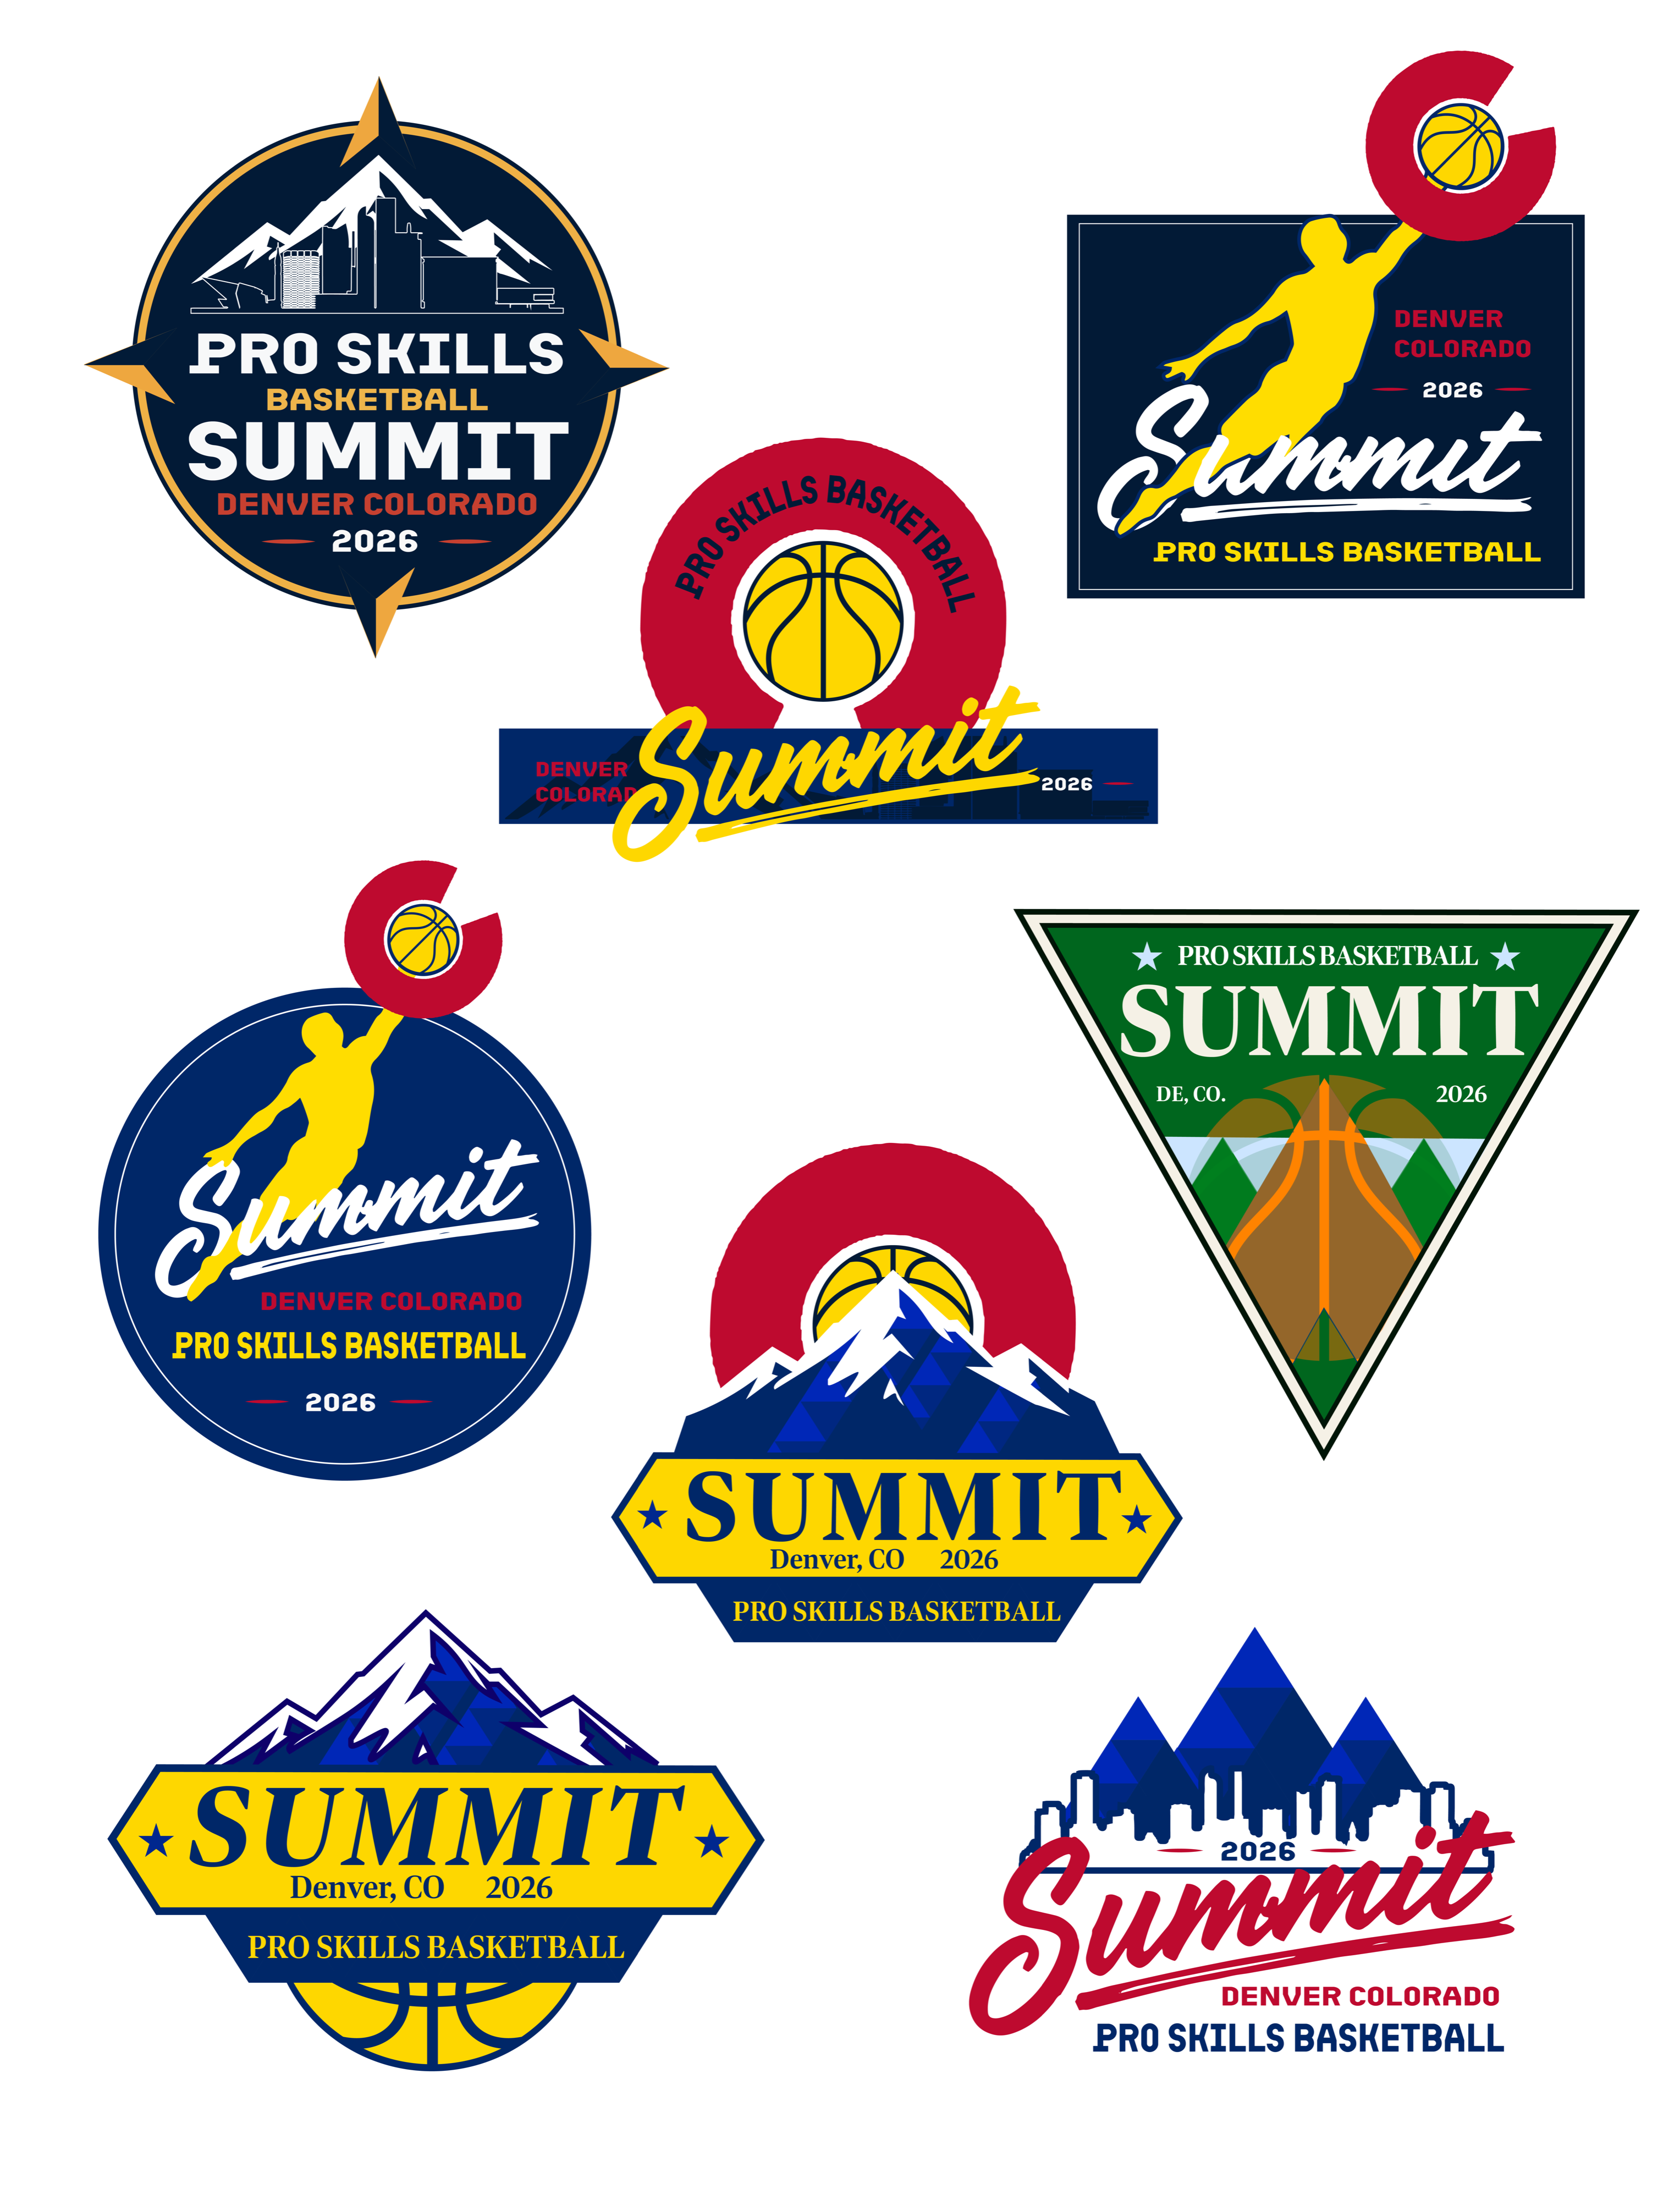 PRO SKILLS
BASKETBALL
SUMMIT
DENVER COLORADO
2026
DENVER
COLORADO
2026
Summit
PRO SKILLS BASKETBALL
PRO SKILLS BASKETBALL
Summit
DENVER
COLORAD
2026
Summit
DENVER COLORADO
PRO SKILLS BASKETBALL
2026
PRO SKILLS BASKETBALL
SUMMIT
DE, CO. 2026
SUMMIT
Denver, CO 2026
PRO SKILLS BASKETBALL
SUMMIT
Denver, CO 2026
PRO SKILLS BASKETBALL
2026
Summit
DENVER COLORADO
PRO SKILLS BASKETBALL